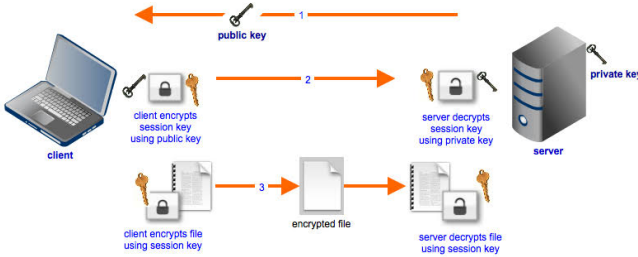 1
public key
private key
2
client encrypts
session key
using public key
server decrypts
session key
using private key
client
server
3
encrypted file
client encrypts file
using session key
server decrypts file
using session key